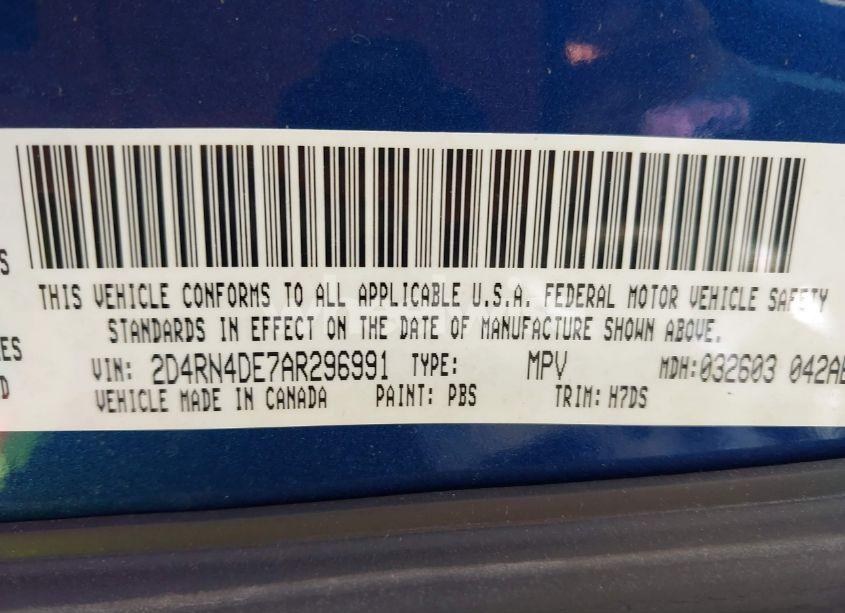 THIS VEHICLE CONFORMS TO ALL APPLICABLE U.S.A. FEDERAL MOTOR VEHICLE SAFETY
STANDARDS IN EFFECT ON THE DATE OF MANUFACTURE SHOWN ABOVE.
VIN: 2D4RN4DE7AR296991 TYPE: MPV MDH:032603 042AE
VEHICLE MADE IN CANADA PAINT: PBS TRIM: H7DS